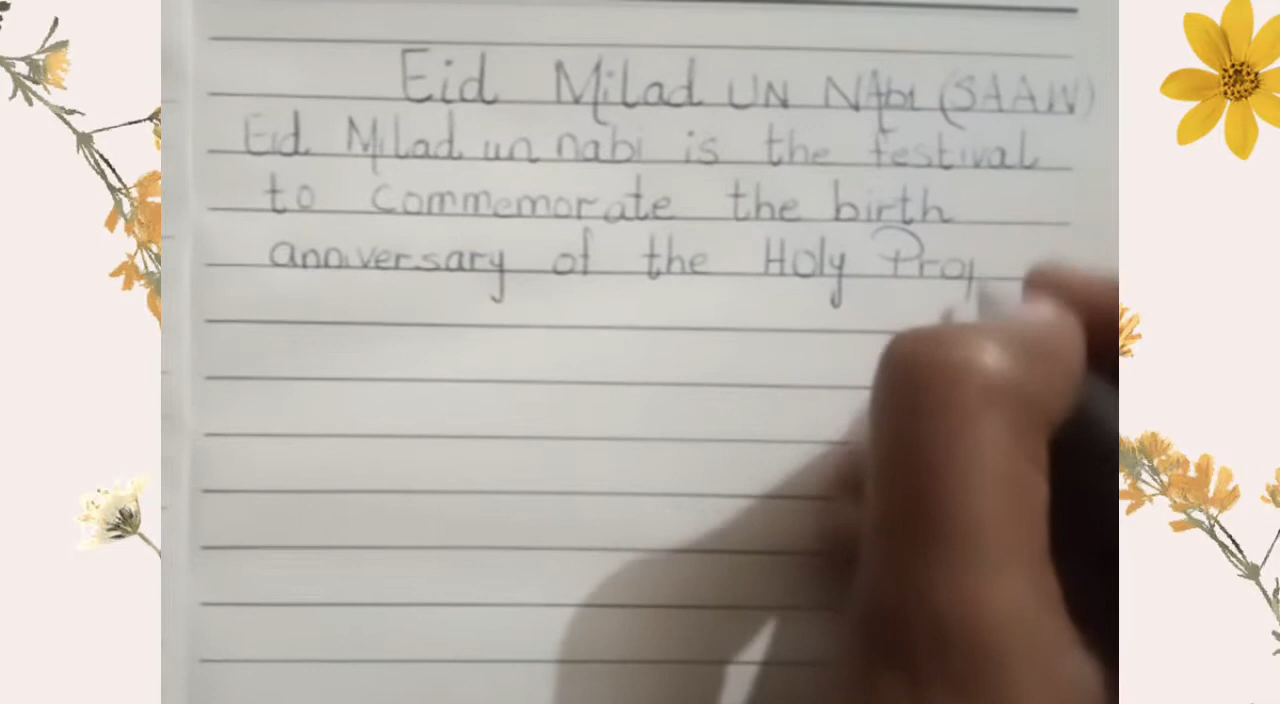 Eid Milad UN NAbi (SAAW)
Eid Milad un nabi is the festival
to commemorate the birth
anniversary of the Holy Prop